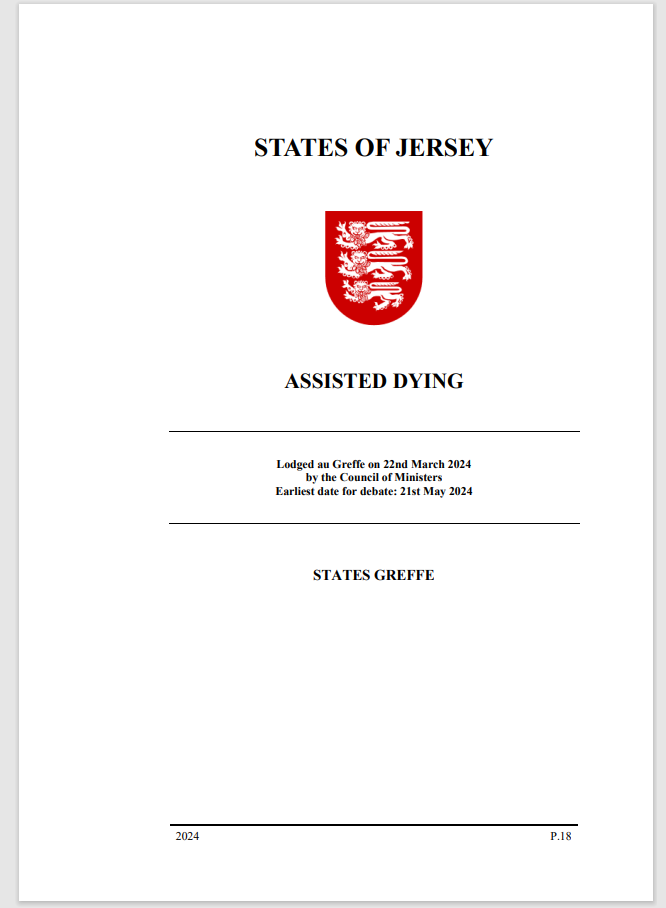 STATES OF JERSEY
ASSISTED DYING
Lodged au Greffe on 22nd March 2024
by the Council of Ministers
Earliest date for debate: 21st May 2024
STATES GREFFE
2024 P.18